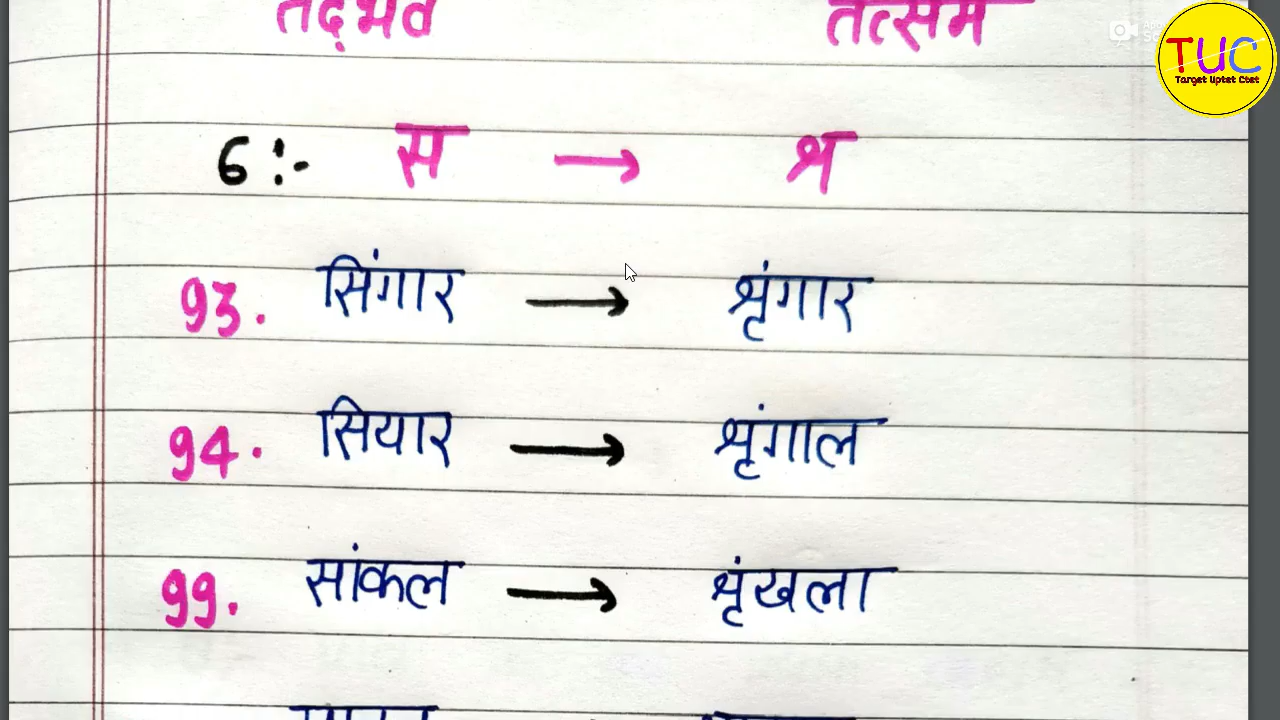 तद्भव तत्सम
TUC
Target Uptet Ctet
6:- स → श्र
93. सिंगार → शृंगार
94. सियार → शृंगाल
99. सांकल → शृंखला